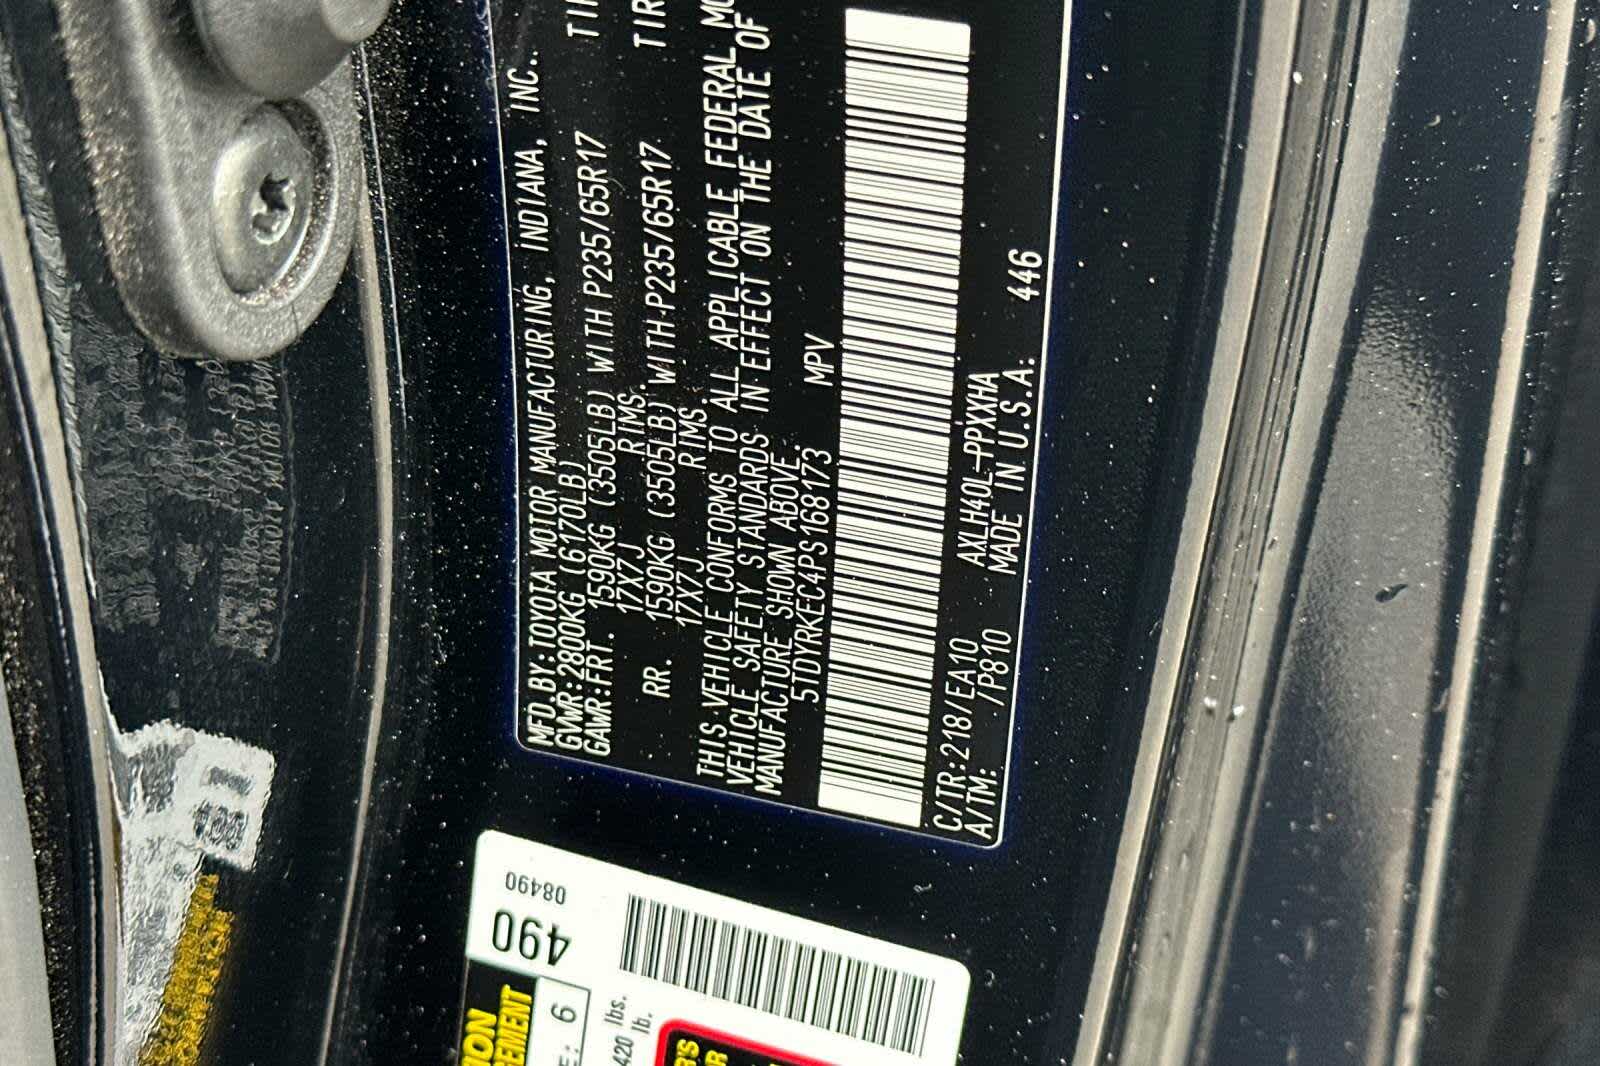 MFD. BY: TOYOTA MOTOR MANUFACTURING, INDIANA, INC.
GVWR: 2800KG (6170LB)
GAWR: FRT. 1590KG (3505LB) WITH P235/65R17
17X7J RIMS.
RR. 1590KG (3505LB) WITH P235/65R17
17X7J RIMS
THIS VEHICLE CONFORMS TO ALL APPLICABLE FEDERAL
VEHICLE SAFETY STANDARDS IN EFFECT ON THE DATE OF
MANUFACTURE SHOWN ABOVE.
5TDYRKEC4PS168173 MPV
C/TR: 218/EA10 AXLH40L-PPXXHA
A/TM: /P810 MADE IN U.S.A. 446
08490
490
6
420 lbs.
lb.